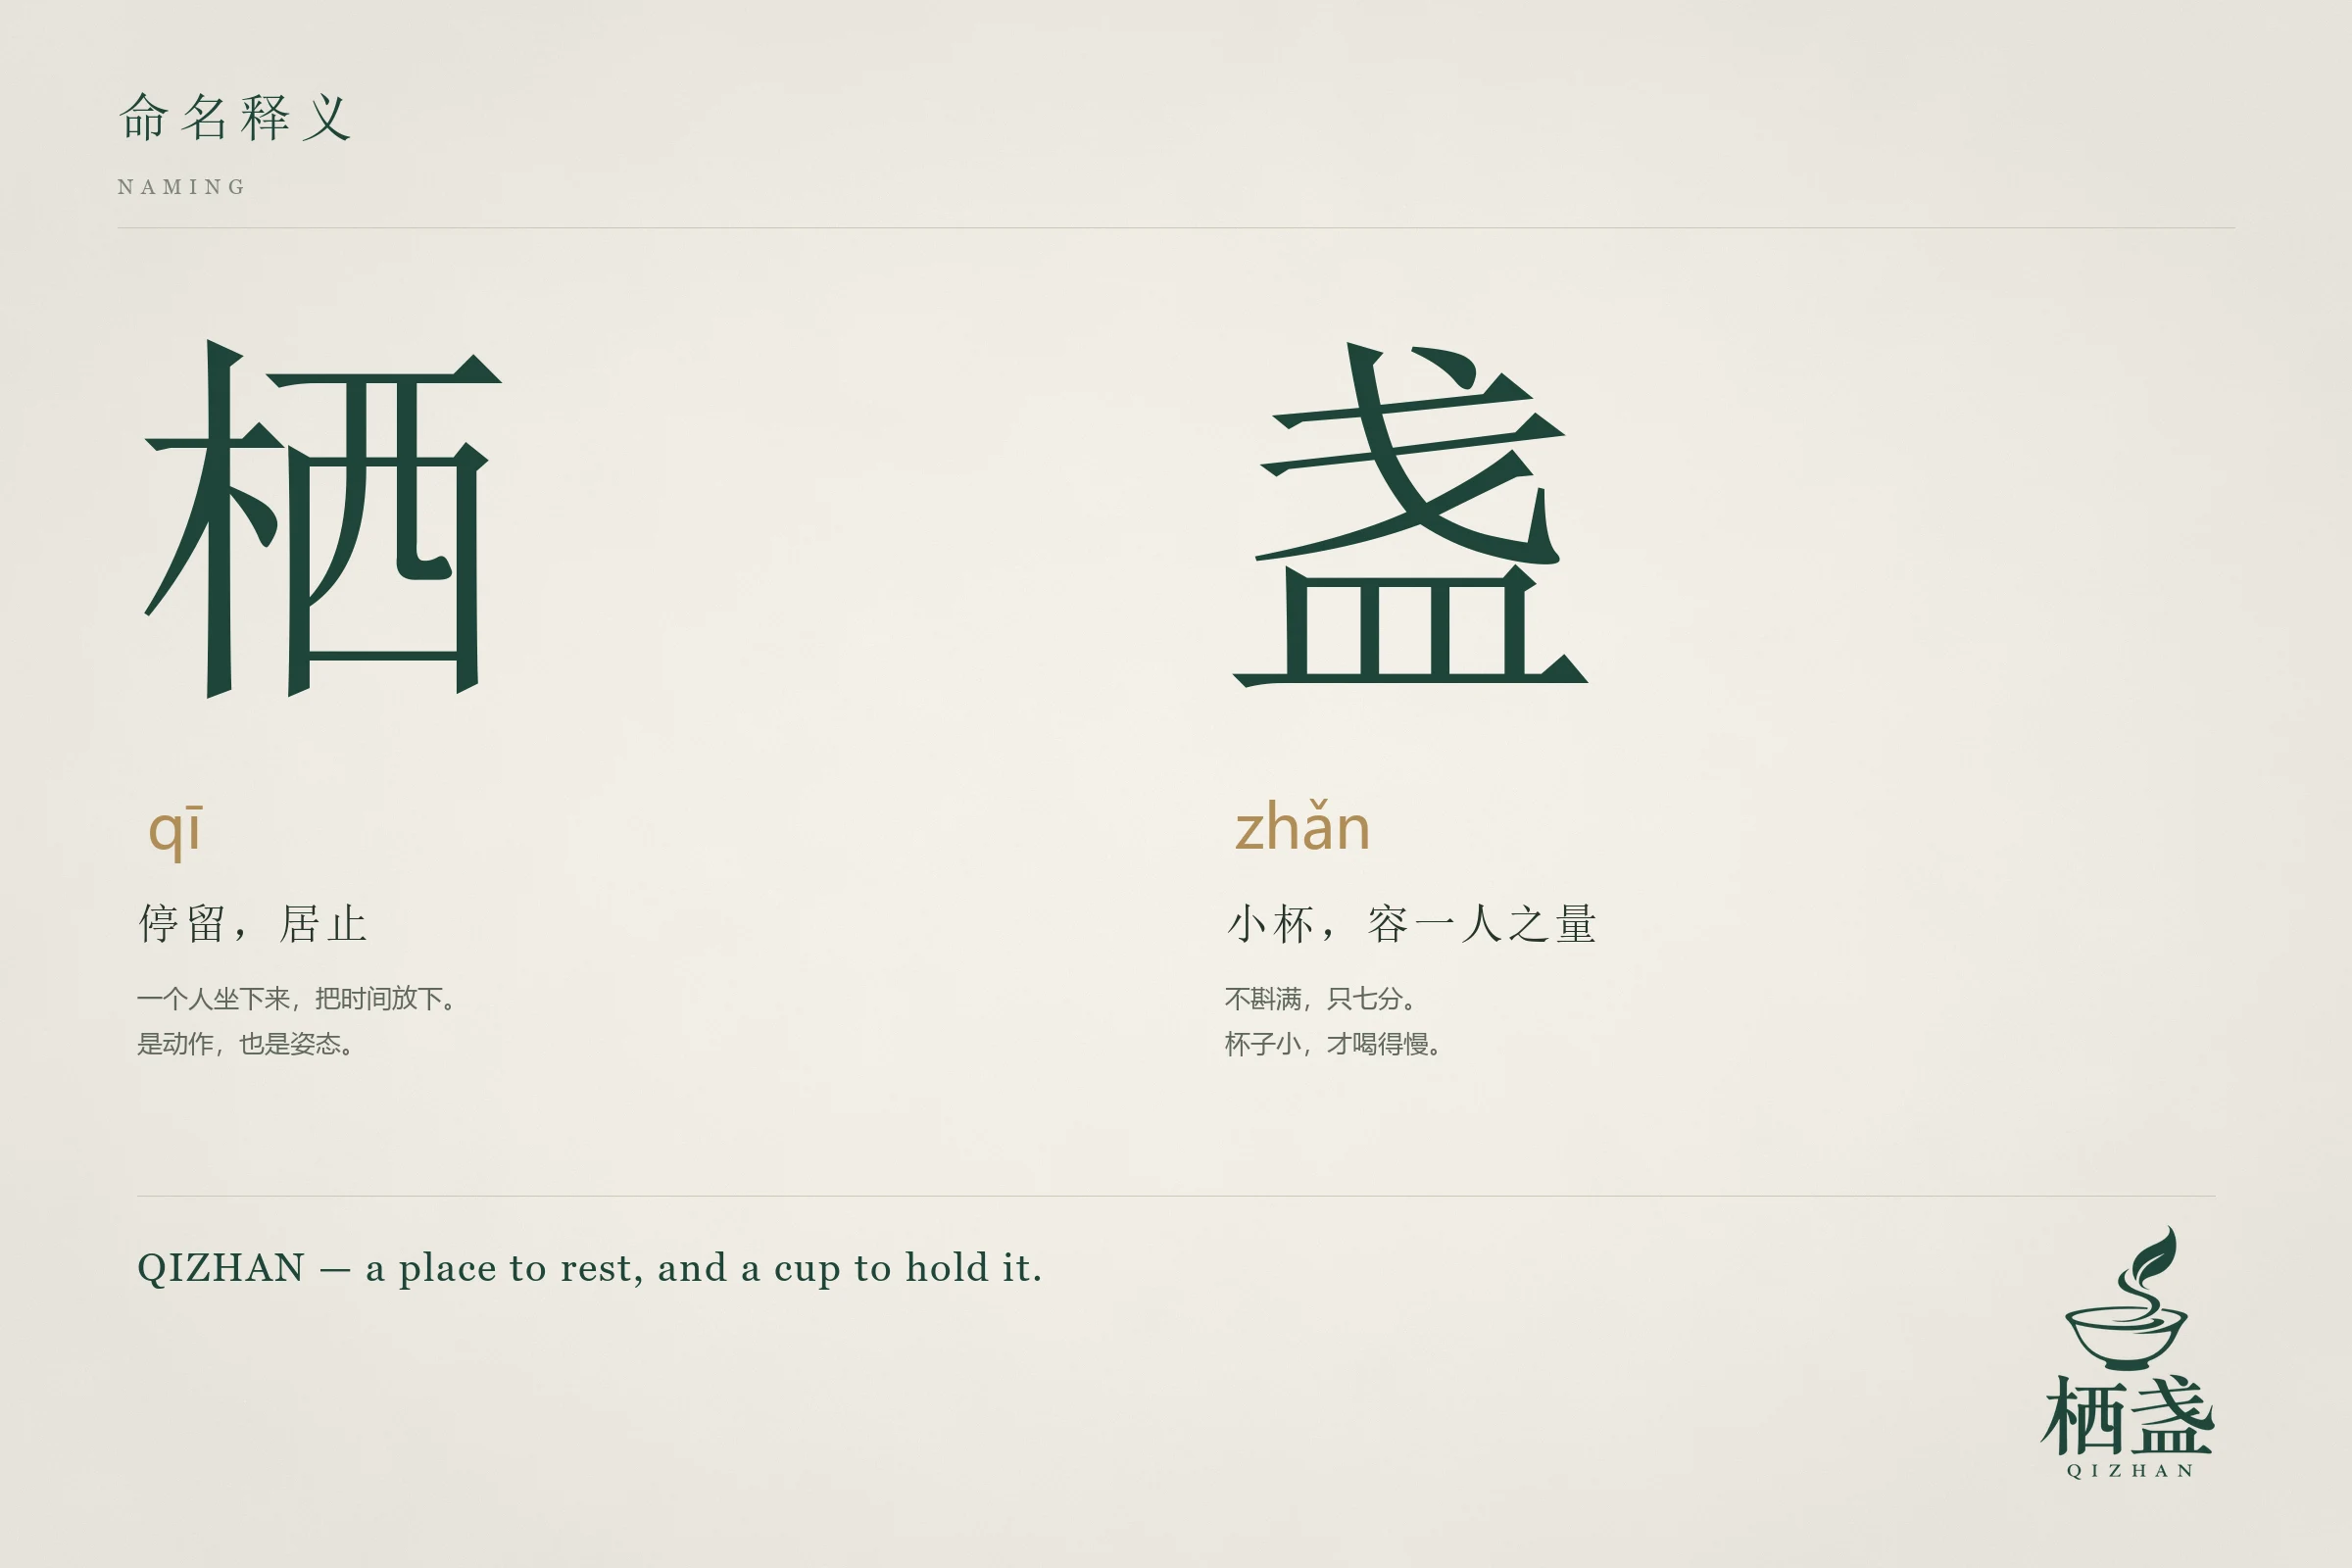 命名释义
NAMING
栖
qī
停留，居止
一个人坐下来，把时间放下。
是动作，也是姿态。
盏
zhǎn
小杯，容一人之量
不斟满，只七分。
杯子小，才喝得慢。
QIZHAN — a place to rest, and a cup to hold it.
栖盏
QIZHAN